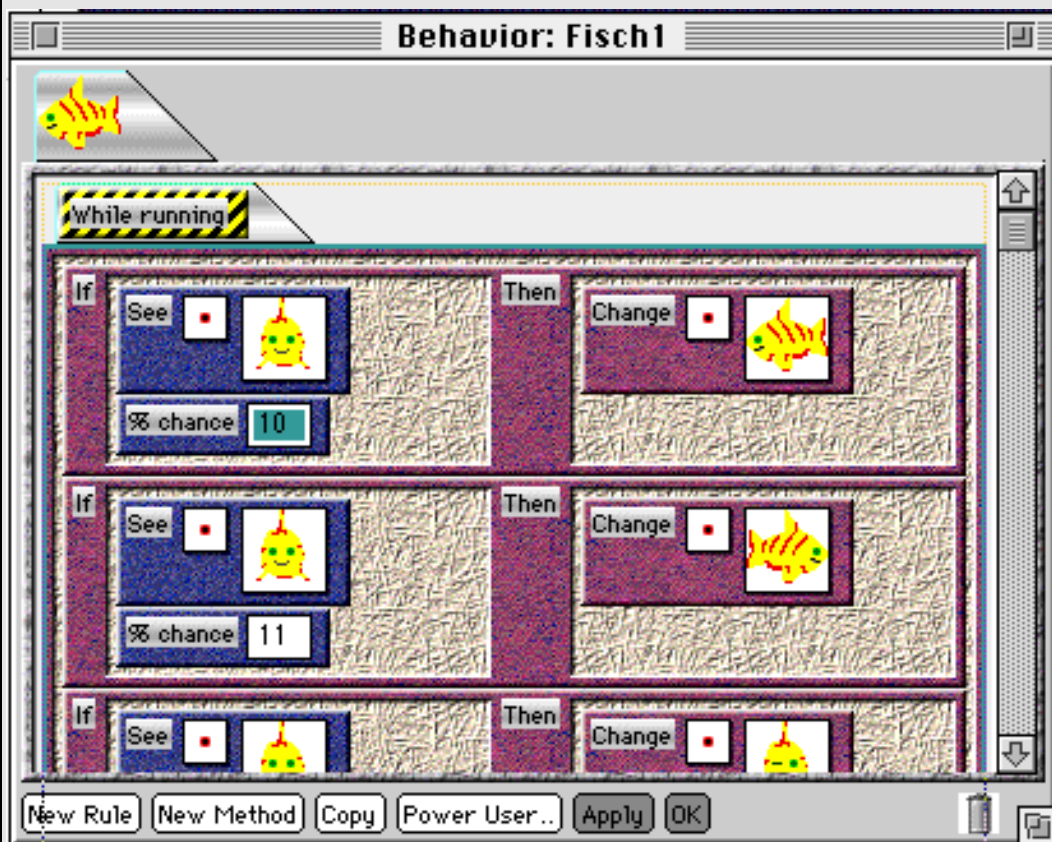 Behavior: Fisch1
While running
If See Then Change
% chance 10
If See Then Change
% chance 11
If See Then Change
New Rule New Method Copy Power User.. Apply OK